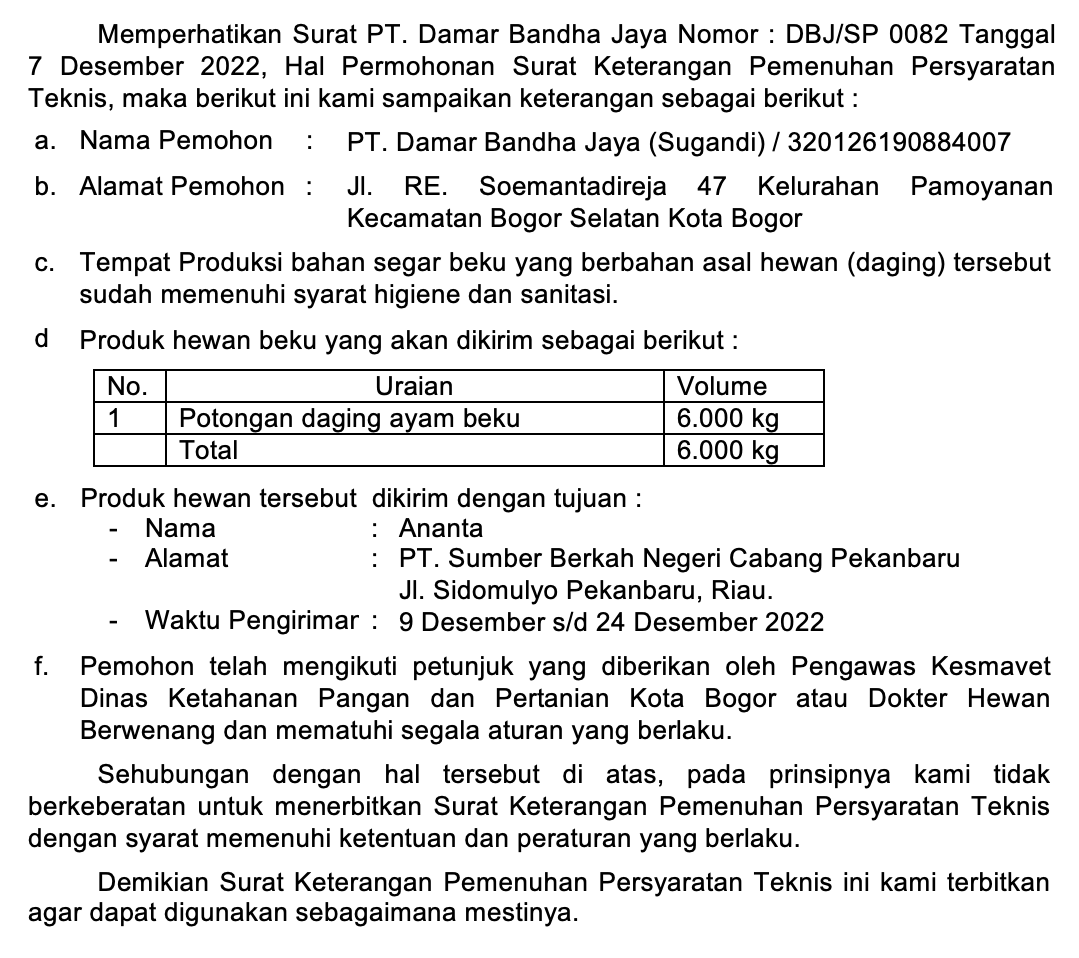 Memperhatikan Surat PT. Damar Bandha Jaya Nomor : DBJ/SP 0082 Tanggal
7 Desember 2022, Hal Permohonan Surat Keterangan Pemenuhan Persyaratan
Teknis, maka berikut ini kami sampaikan keterangan sebagai berikut :
a. Nama Pemohon : PT. Damar Bandha Jaya (Sugandi) / 320126190884007
b. Alamat Pemohon : Jl. RE. Soemantadireja 47 Kelurahan Pamoyanan
Kecamatan Bogor Selatan Kota Bogor
c. Tempat Produksi bahan segar beku yang berbahan asal hewan (daging) tersebut
sudah memenuhi syarat higiene dan sanitasi.
d Produk hewan beku yang akan dikirim sebagai berikut :
No. Uraian Volume
1 Potongan daging ayam beku 6.000 kg
Total 6.000 kg
e. Produk hewan tersebut dikirim dengan tujuan :
- Nama : Ananta
- Alamat : PT. Sumber Berkah Negeri Cabang Pekanbaru
Jl. Sidomulyo Pekanbaru, Riau.
- Waktu Pengirimar : 9 Desember s/d 24 Desember 2022
f. Pemohon telah mengikuti petunjuk yang diberikan oleh Pengawas Kesmavet
Dinas Ketahanan Pangan dan Pertanian Kota Bogor atau Dokter Hewan
Berwenang dan mematuhi segala aturan yang berlaku.
Sehubungan dengan hal tersebut di atas, pada prinsipnya kami tidak
berkeberatan untuk menerbitkan Surat Keterangan Pemenuhan Persyaratan Teknis
dengan syarat memenuhi ketentuan dan peraturan yang berlaku.
Demikian Surat Keterangan Pemenuhan Persyaratan Teknis ini kami terbitkan
agar dapat digunakan sebagaimana mestinya.